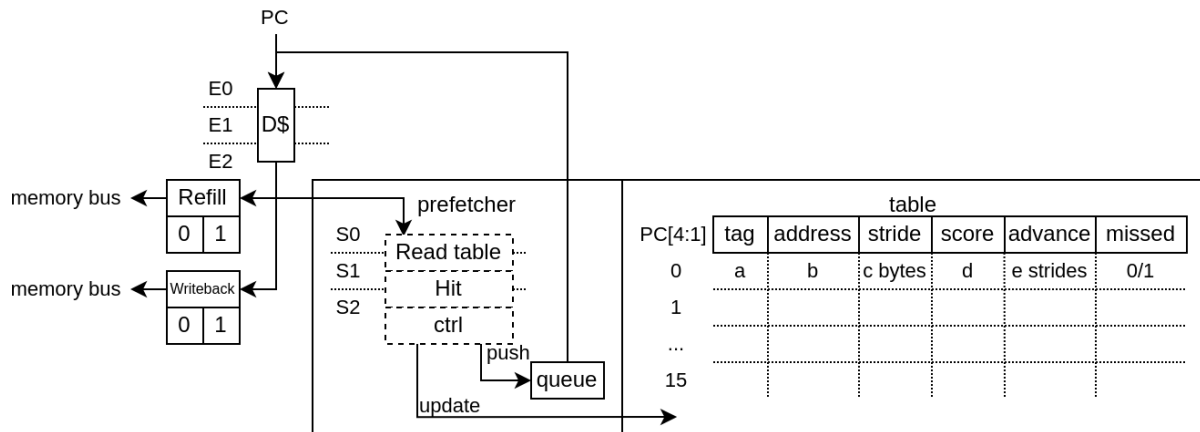 PC
E0
E1 D$
E2
memory bus Refill
0 1
prefetcher
memory bus Writeback
0 1
S0 Read table
S1 Hit
S2 ctrl
push
queue
update
table
PC[4:1] tag address stride score advance missed
0 a b c bytes d e strides 0/1
1
...
15